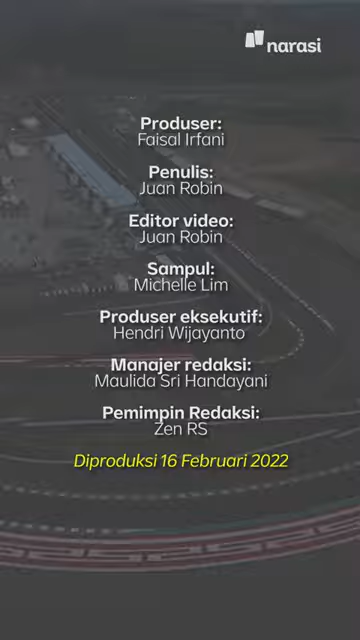 narasi
Produser:
Faisal Irfani
Penulis:
Juan Robin
Editor video:
Juan Robin
Sampul:
Michelle Lim
Produser eksekutif:
Hendri Wijayanto
Manajer redaksi:
Maulida Sri Handayani
Pemimpin Redaksi:
Zen RS
Diproduksi 16 Februari 2022